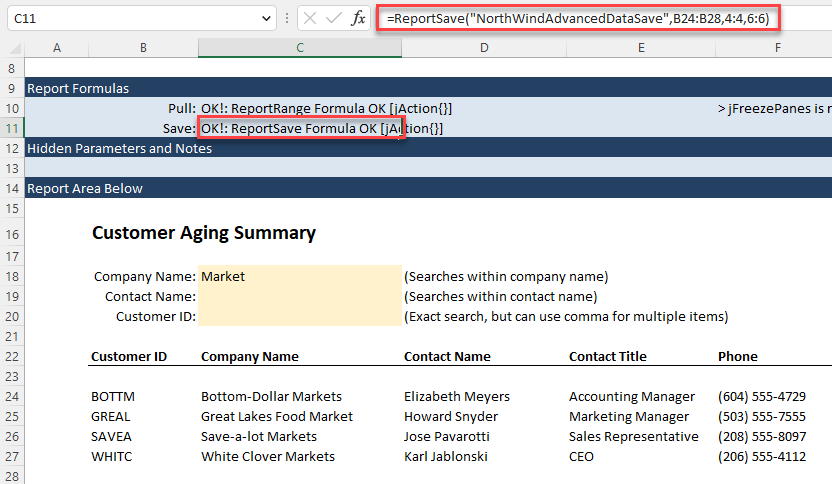 C11 fx =ReportSave("NorthWindAdvancedDataSave",B24:B28,4:4,6:6)
A B C D E F
8
9 Report Formulas
10 Pull: OK!: ReportRange Formula OK [jAction{}] > jFreezePanes is
11 Save: OK!: ReportSave Formula OK [jAction{}]
12 Hidden Parameters and Notes
13
14 Report Area Below
15
16 Customer Aging Summary
17
18 Company Name: Market (Searches within company name)
19 Contact Name: (Searches within contact name)
20 Customer ID: (Exact search, but can use comma for multiple items)
21
22 Customer ID Company Name Contact Name Contact Title Phone
23
24 BOTTM Bottom-Dollar Markets Elizabeth Meyers Accounting Manager (604) 555-4729
25 GREAL Great Lakes Food Market Howard Snyder Marketing Manager (503) 555-7555
26 SAVEA Save-a-lot Markets Jose Pavarotti Sales Representative (208) 555-8097
27 WHITC White Clover Markets Karl Jablonski CEO (206) 555-4112
28